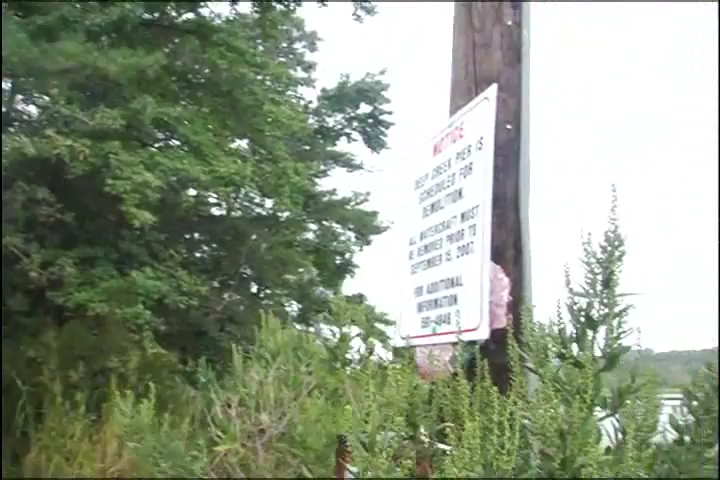 NOTICE
DEEP CREEK PIER IS
SCHEDULED FOR
DEMOLITION.
ALL WATERCRAFT MUST
BE REMOVED PRIOR TO
SEPTEMBER 15, 2007.
FOR ADDITIONAL
INFORMATION